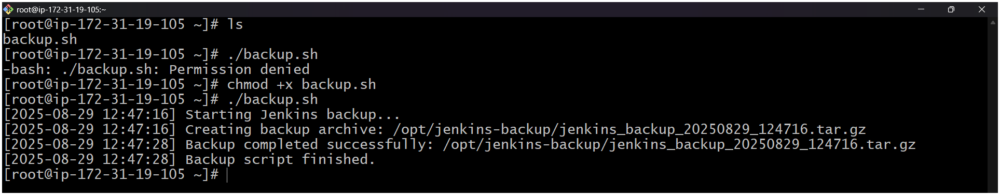 root@ip-172-31-19-105:~
[root@ip-172-31-19-105 ~]# ls
backup.sh
[root@ip-172-31-19-105 ~]# ./backup.sh
-bash: ./backup.sh: Permission denied
[root@ip-172-31-19-105 ~]# chmod +x backup.sh
[root@ip-172-31-19-105 ~]# ./backup.sh
[2025-08-29 12:47:16] Starting Jenkins backup...
[2025-08-29 12:47:16] Creating backup archive: /opt/jenkins-backup/jenkins_backup_20250829_124716.tar.gz
[2025-08-29 12:47:28] Backup completed successfully: /opt/jenkins-backup/jenkins_backup_20250829_124716.tar.gz
[2025-08-29 12:47:28] Backup script finished.
[root@ip-172-31-19-105 ~]#